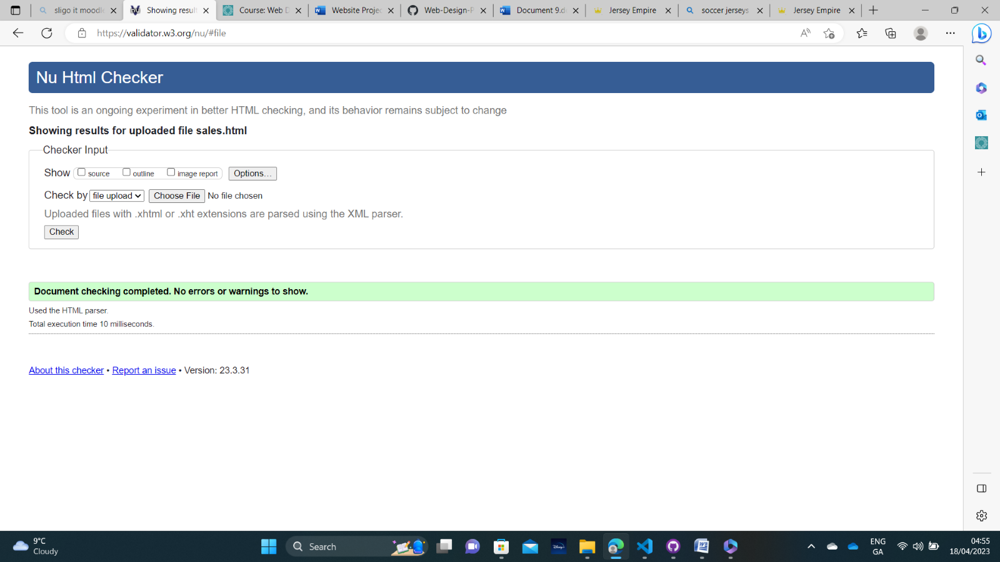 sligo it moodl
Showing result
Course: Web D
Website Projec
Web-Design-P
Document 9.d
Jersey Empire
soccer jerseys
Jersey Empire
https://validator.w3.org/nu/#file
Nu Html Checker
This tool is an ongoing experiment in better HTML checking, and its behavior remains subject to change
Showing results for uploaded file sales.html
Checker Input
Show source outline image report Options...
Check by file upload Choose File No file chosen
Uploaded files with .xhtml or .xht extensions are parsed using the XML parser.
Check
Document checking completed. No errors or warnings to show.
Used the HTML parser.
Total execution time 10 milliseconds.
About this checker • Report an issue • Version: 23.3.31
9°C
Cloudy
Search
Disney+
ENG
GA
04:55
18/04/2023